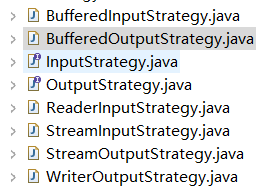 BufferedInputStrategy.java
BufferedOutputStrategy.java
InputStrategy.java
OutputStrategy.java
ReaderInputStrategy.java
StreamInputStrategy.java
StreamOutputStrategy.java
WriterOutputStrategy.java